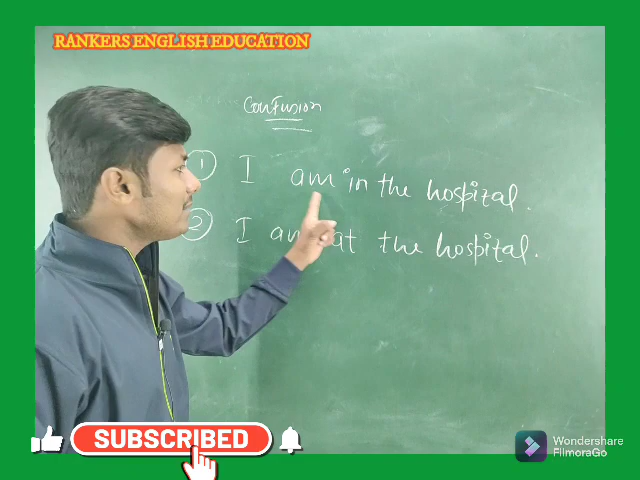 RANKERS ENGLISH EDUCATION
Confusion
1 I am in the hospital.
2 I am at the hospital.
SUBSCRIBED
Wondershare
FilmoraGo